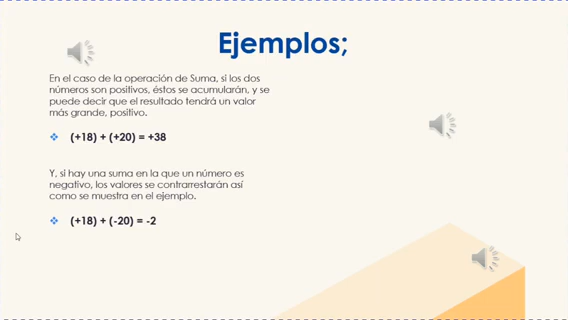 Ejemplos;
En el caso de la operación de Suma, si los dos
números son positivos, éstos se acumularán, y se
puede decir que el resultado tendrá un valor
más grande, positivo.
(+18) + (+20) = +38
Y, si hay una suma en la que un número es
negativo, los valores se contrarrestarán así
como se muestra en el ejemplo.
(+18) + (-20) = -2